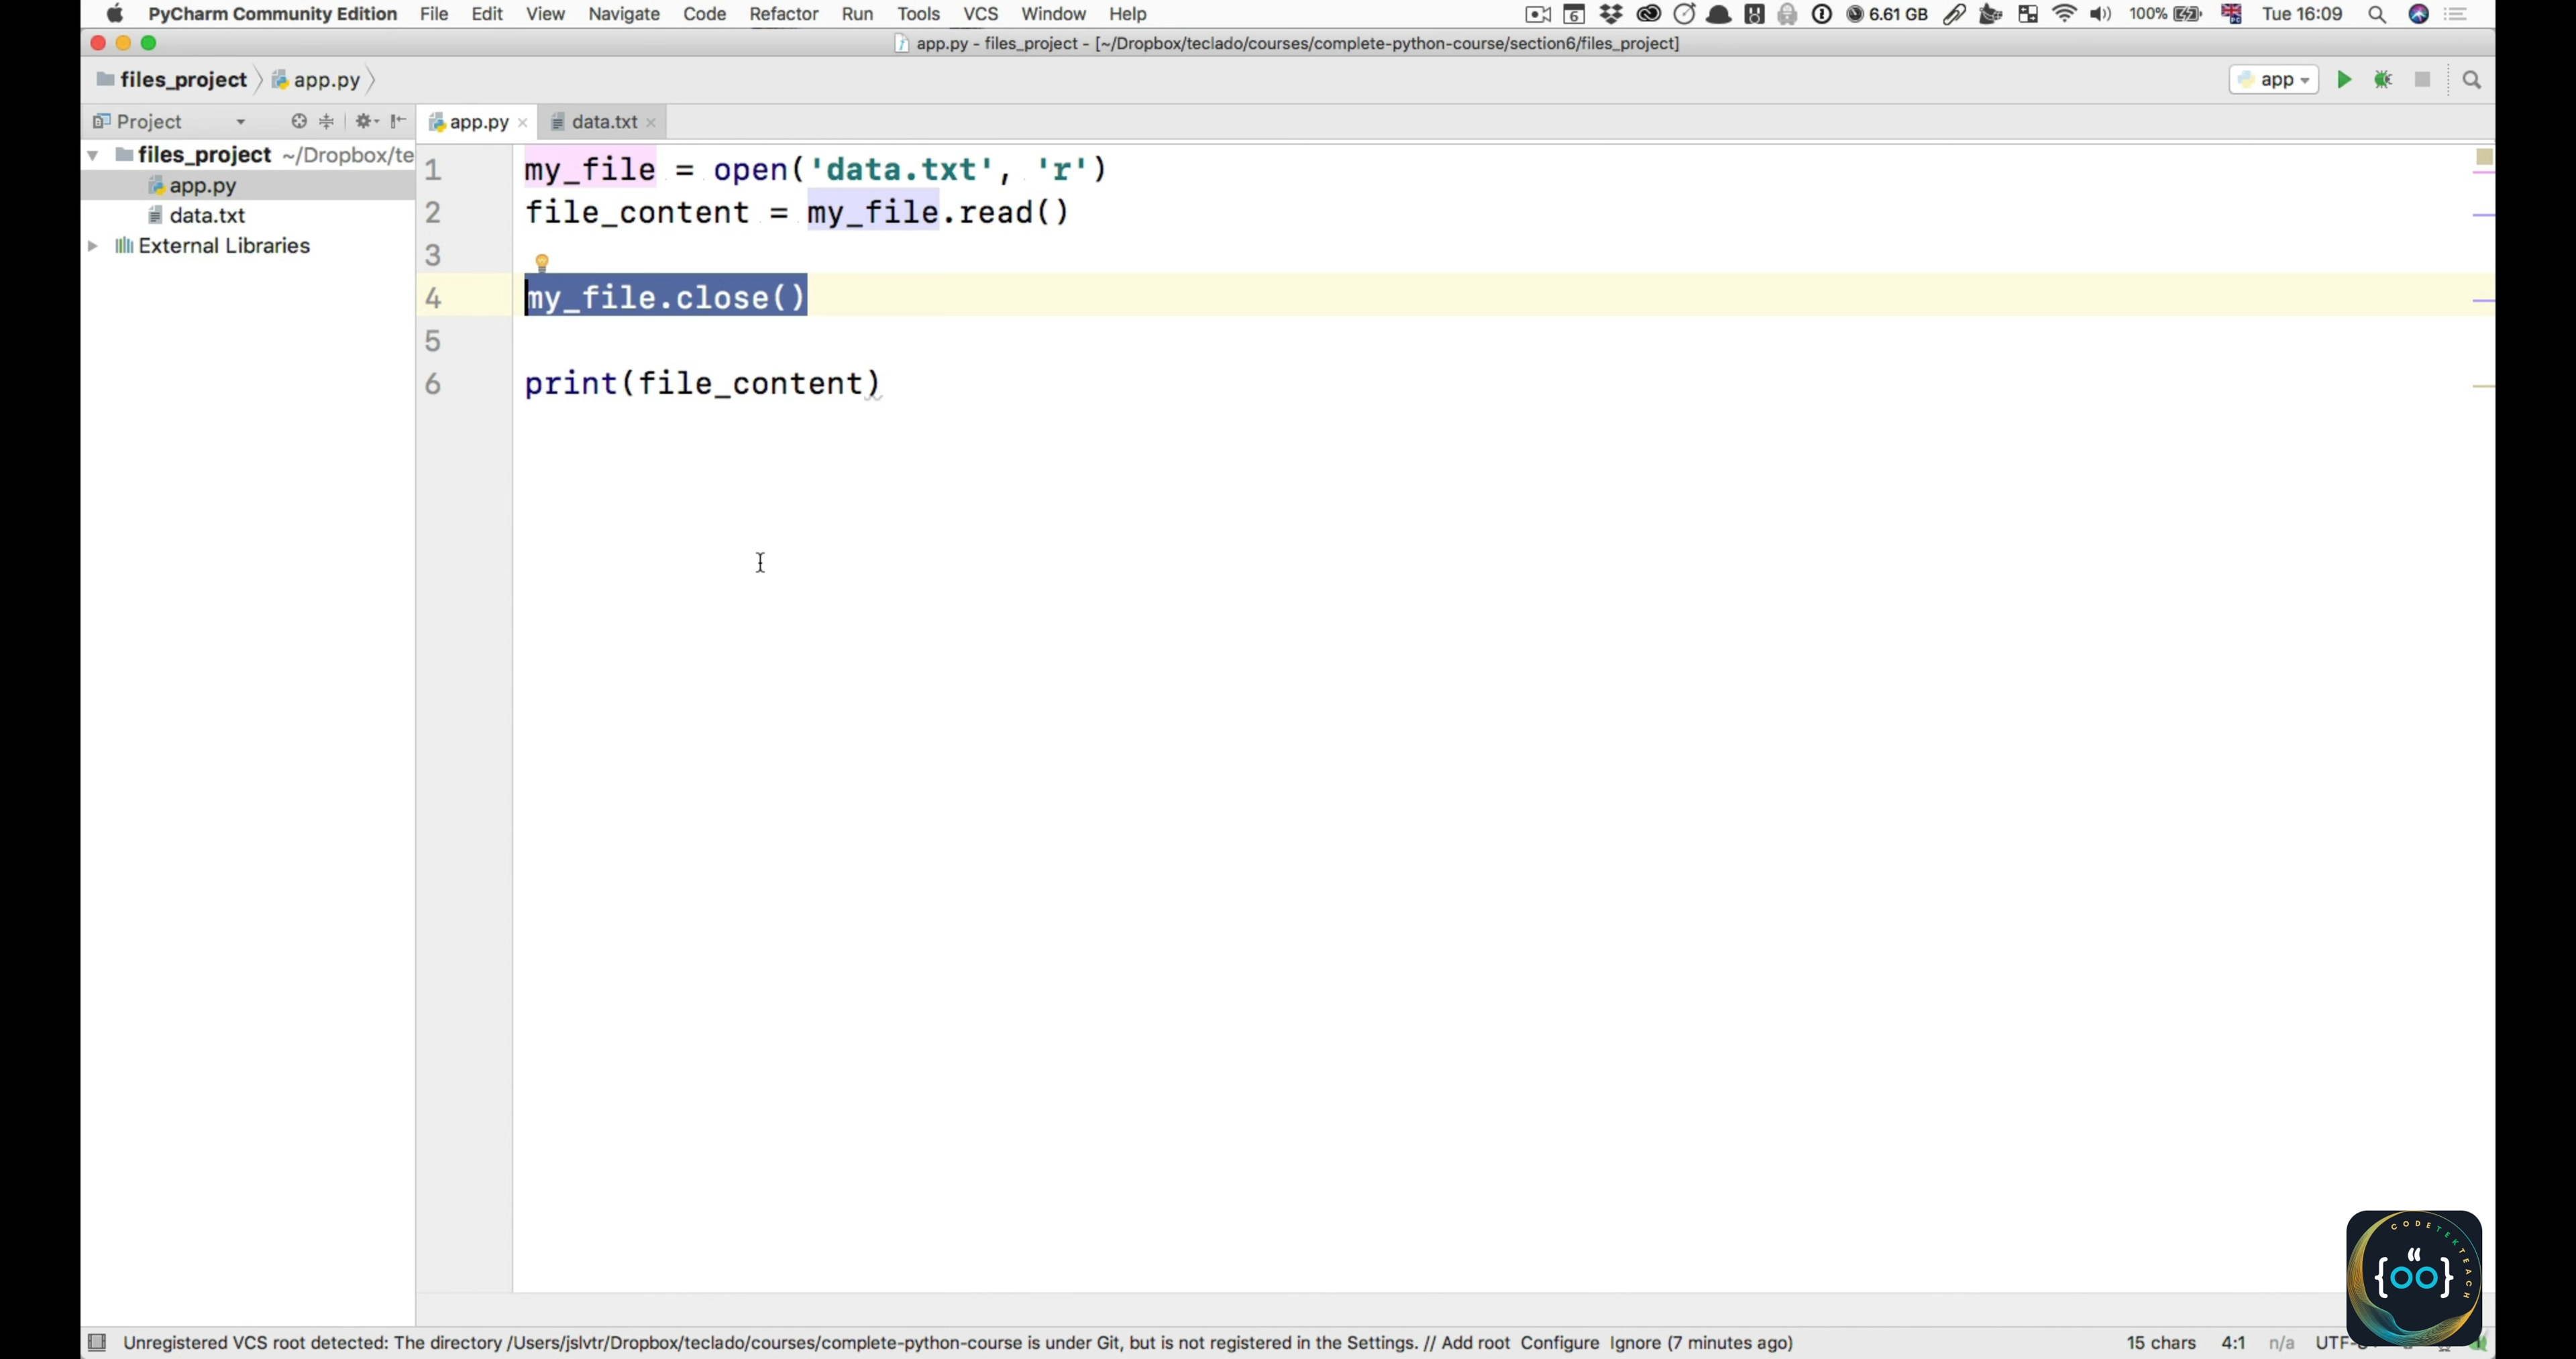 PyCharm Community Edition File Edit View Navigate Code Refactor Run Tools VCS Window Help 6 6.61 GB 100% Tue 16:09
app.py - files_project - [~/Dropbox/teclado/courses/complete-python-course/section6/files_project]
files_project app.py app
Project app.py data.txt
files_project ~/Dropbox/te
app.py
data.txt
External Libraries
1 my_file = open('data.txt', 'r')
2 file_content = my_file.read()
3
4 my_file.close()
5
6 print(file_content)
CODETEKTEACH
{oo}
Unregistered VCS root detected: The directory /Users/jslvtr/Dropbox/teclado/courses/complete-python-course is under Git, but is not registered in the Settings. // Add root Configure Ignore (7 minutes ago) 15 chars 4:1 n/a